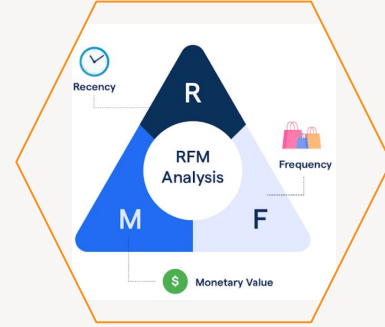 R
Recency
RFM
Analysis
Frequency
M
F
$
Monetary Value